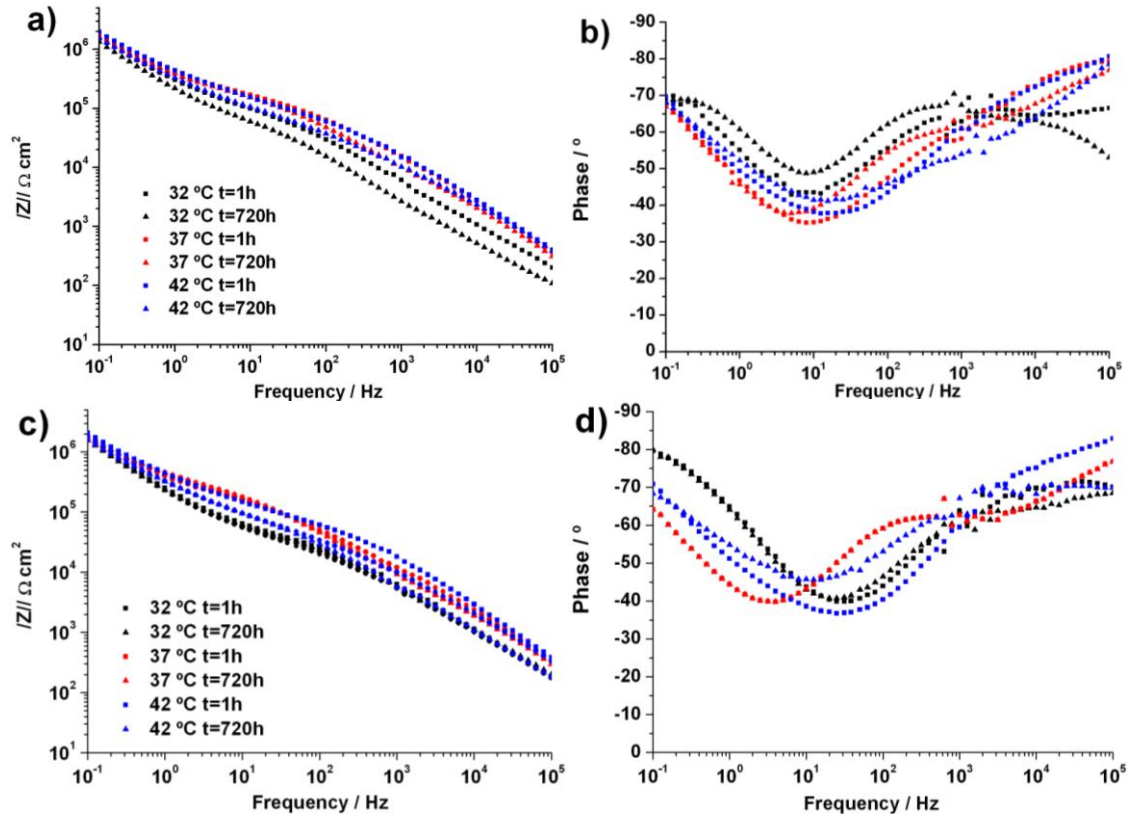 a)
/Z// Ω cm²
10⁶
10⁵
10⁴
10³
10²
10¹
32 ºC t=1h
32 ºC t=720h
37 ºC t=1h
37 ºC t=720h
42 ºC t=1h
42 ºC t=720h
10⁻¹ 10⁰ 10¹ 10² 10³ 10⁴ 10⁵
Frequency / Hz
b)
Phase / º
-90
-80
-70
-60
-50
-40
-30
-20
-10
0
10⁻¹ 10⁰ 10¹ 10² 10³ 10⁴ 10⁵
Frequency / Hz
c)
/Z// Ω cm²
10⁶
10⁵
10⁴
10³
10²
10¹
32 ºC t=1h
32 ºC t=720h
37 ºC t=1h
37 ºC t=720h
42 ºC t=1h
42 ºC t=720h
10⁻¹ 10⁰ 10¹ 10² 10³ 10⁴ 10⁵
Frequency / Hz
d)
Phase / º
-90
-80
-70
-60
-50
-40
-30
-20
-10
0
10⁻¹ 10⁰ 10¹ 10² 10³ 10⁴ 10⁵
Frequency / Hz